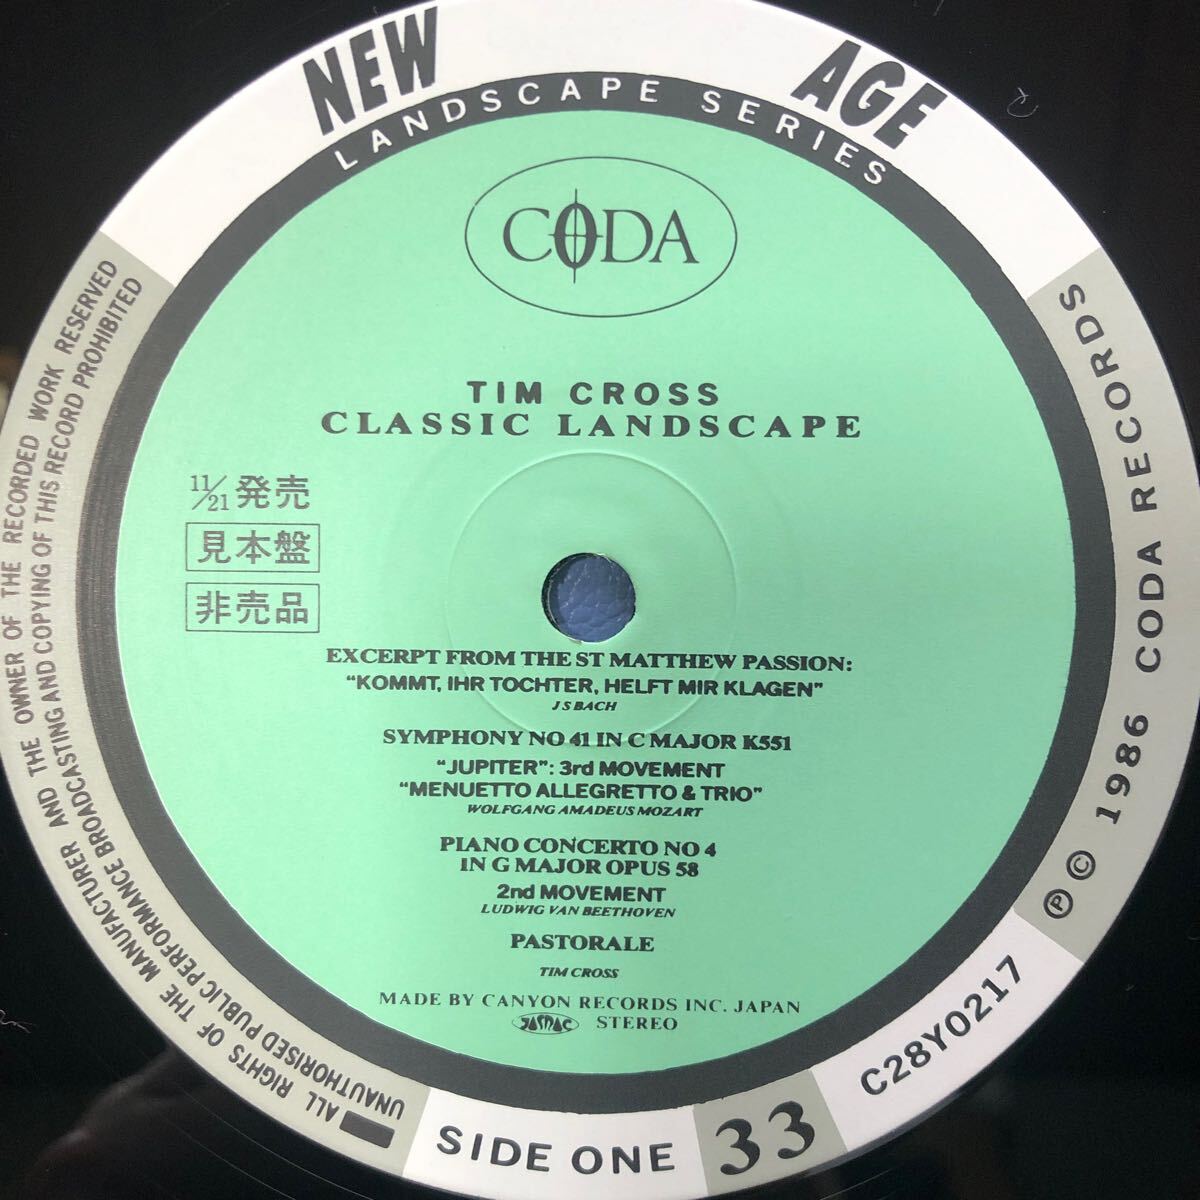 NEW AGE
LANDSCAPE SERIES
CODA
TIM CROSS
CLASSIC LANDSCAPE
11/21 発売
見本盤
非売品
EXCERPT FROM THE ST MATTHEW PASSION:
"KOMMT, IHR TOCHTER, HELFT MIR KLAGEN"
J S BACH
SYMPHONY NO 41 IN C MAJOR K551
"JUPITER": 3rd MOVEMENT
"MENUETTO ALLEGRETTO & TRIO"
WOLFGANG AMADEUS MOZART
PIANO CONCERTO NO 4
IN G MAJOR OPUS 58
2nd MOVEMENT
LUDWIG VAN BEETHOVEN
PASTORALE
TIM CROSS
MADE BY CANYON RECORDS INC. JAPAN
JASRAC STEREO
ALL RIGHTS OF THE MANUFACTURER AND THE OWNER OF THE RECORDED WORK RESERVED
UNAUTHORISED PUBLIC PERFORMANCE BROADCASTING AND COPYING OF THIS RECORD PROHIBITED
SIDE ONE
33
C28Y0217
Ⓟ © 1986 CODA RECORDS